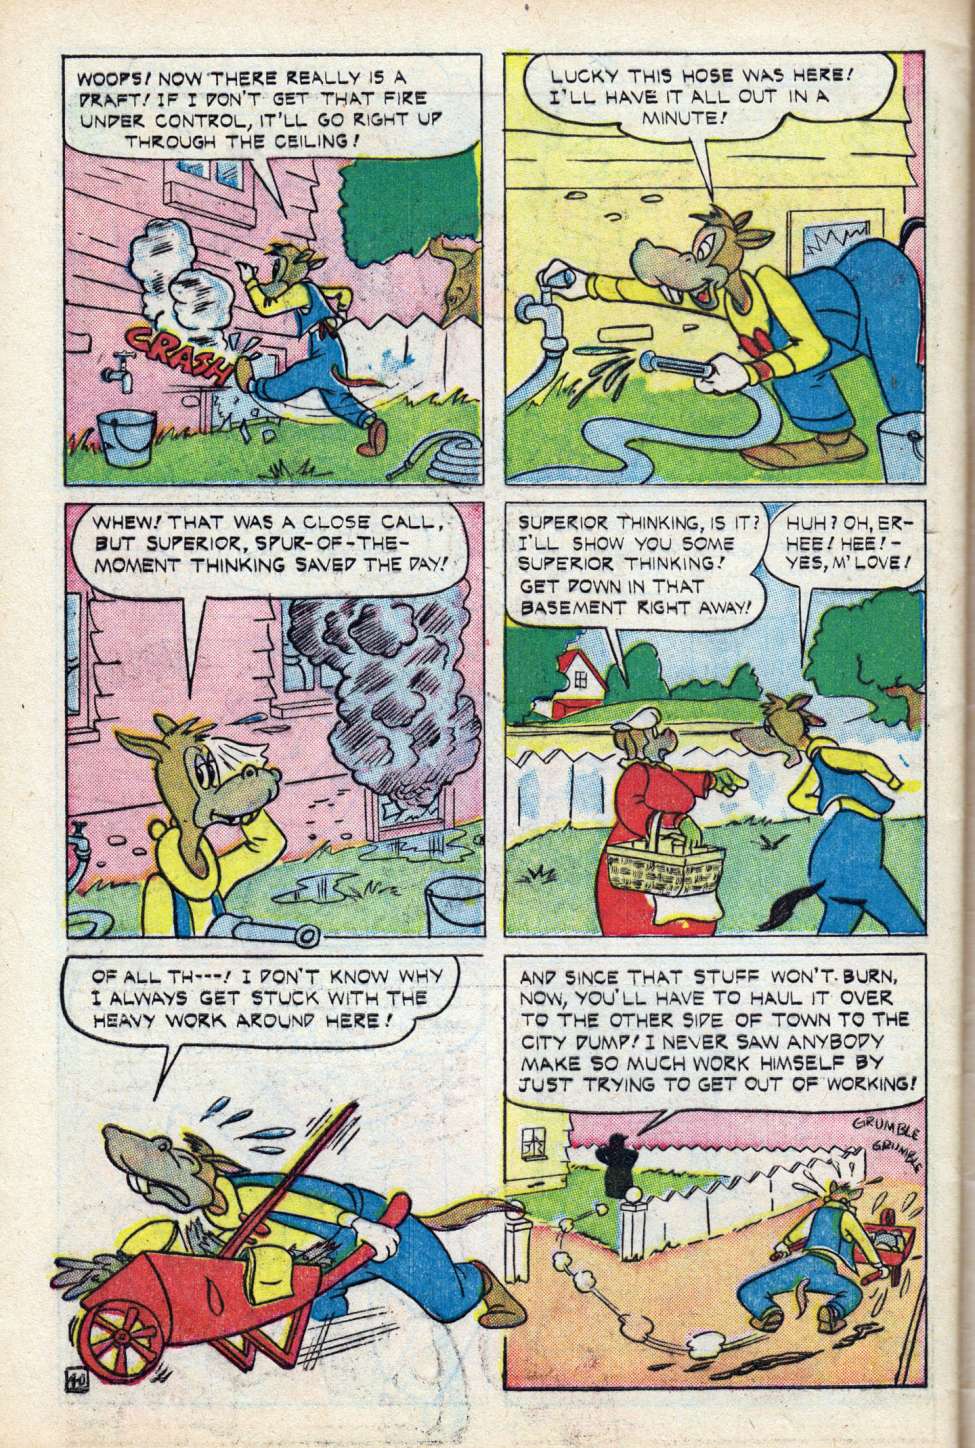 WOOPS! NOW THERE REALLY IS A
DRAFT! IF I DON'T GET THAT FIRE
UNDER CONTROL, IT'LL GO RIGHT UP
THROUGH THE CEILING!
CRASH
LUCKY THIS HOSE WAS HERE!
I'LL HAVE IT ALL OUT IN A
MINUTE!
WHEW! THAT WAS A CLOSE CALL,
BUT SUPERIOR, SPUR-OF-THE-
MOMENT THINKING SAVED THE DAY!
SUPERIOR THINKING, IS IT?
I'LL SHOW YOU SOME
SUPERIOR THINKING!
GET DOWN IN THAT
BASEMENT RIGHT AWAY!
HUH? OH, ER-
HEE! HEE!-
YES, M'LOVE!
OF ALL TH---! I DON'T KNOW WHY
I ALWAYS GET STUCK WITH THE
HEAVY WORK AROUND HERE!
40
AND SINCE THAT STUFF WON'T BURN,
NOW, YOU'LL HAVE TO HAUL IT OVER
TO THE OTHER SIDE OF TOWN TO THE
CITY DUMP! I NEVER SAW ANYBODY
MAKE SO MUCH WORK HIMSELF BY
JUST TRYING TO GET OUT OF WORKING!
GRUMBLE
GRUMBLE